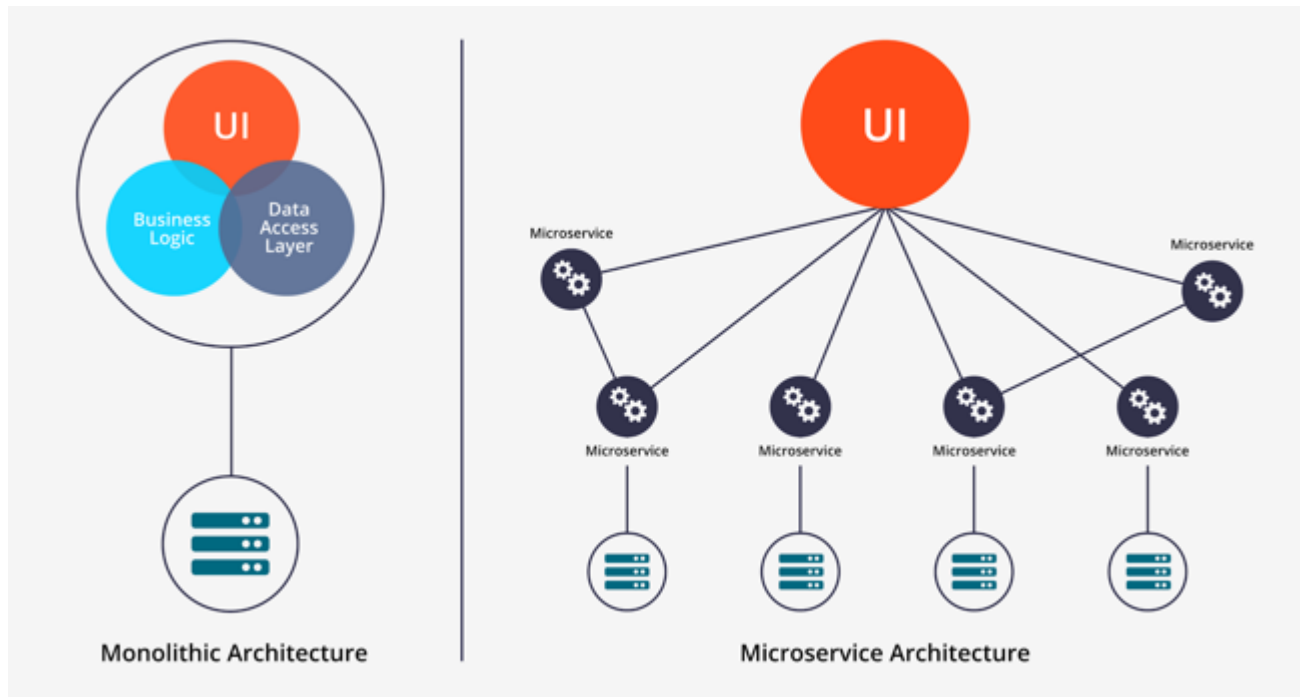 UI
Business
Logic
Data
Access
Layer
Monolithic Architecture
UI
Microservice
Microservice
Microservice
Microservice
Microservice
Microservice
Microservice Architecture